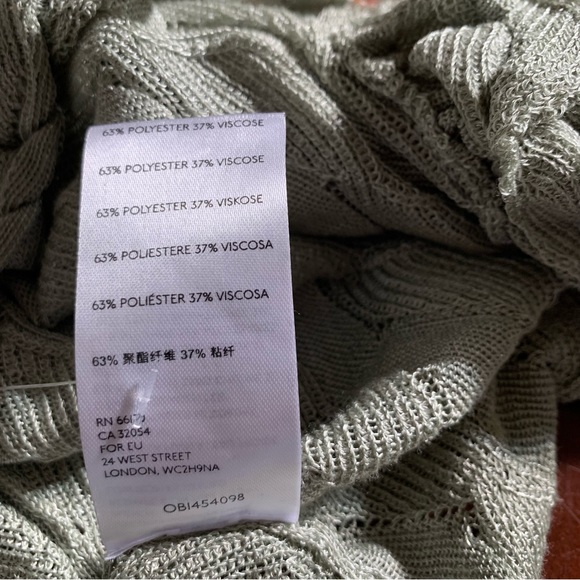 63% POLYESTER 37% VISCOSE
63% POLYESTER 37% VISCOSE
63% POLYESTER 37% VISKOSE
63% POLIESTERE 37% VISCOSA
63% POLIÉSTER 37% VISCOSA
63% 聚酯纤维 37% 粘纤
RN
CA 32054
FOR EU
24 WEST STREET
LONDON, WC2H9NA
OB1454098